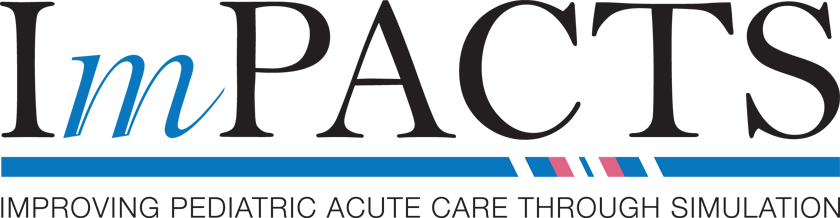 ImPACTS
IMPROVING PEDIATRIC ACUTE CARE THROUGH SIMULATION